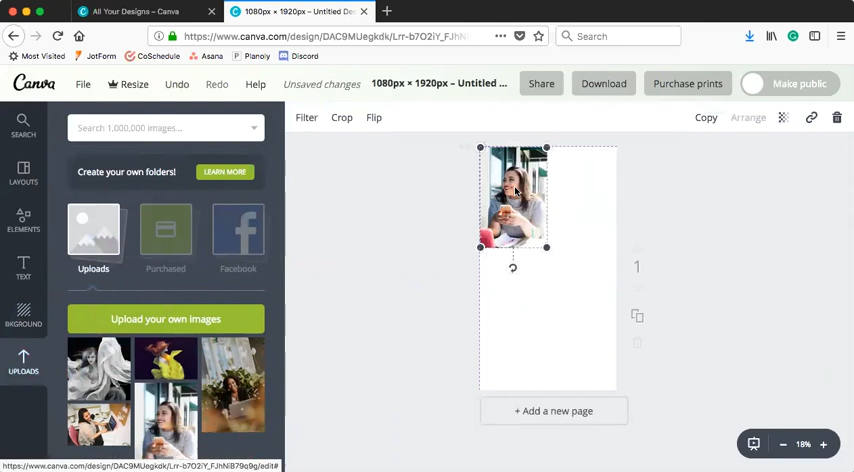 All Your Designs – Canva
1080px × 1920px – Untitled De
https://www.canva.com/design/DAC9MUegkdk/Lrr-b7O2iY_FJhNi
Search
Most Visited
JotForm
CoSchedule
Asana
Planoly
Discord
Canva
File
Resize
Undo
Redo
Help
Unsaved changes
1080px × 1920px – Untitled ...
Share
Download
Purchase prints
Make public
SEARCH
LAYOUTS
ELEMENTS
TEXT
BKGROUND
UPLOADS
Search 1,000,000 images...
Create your own folders!
LEARN MORE
Uploads
Purchased
Facebook
Upload your own images
Filter
Crop
Flip
Copy
Arrange
1
+ Add a new page
18%
https://www.canva.com/design/DAC9MUegkdk/Lrr-b7O2iY_FJhNiB79q9g/edit#